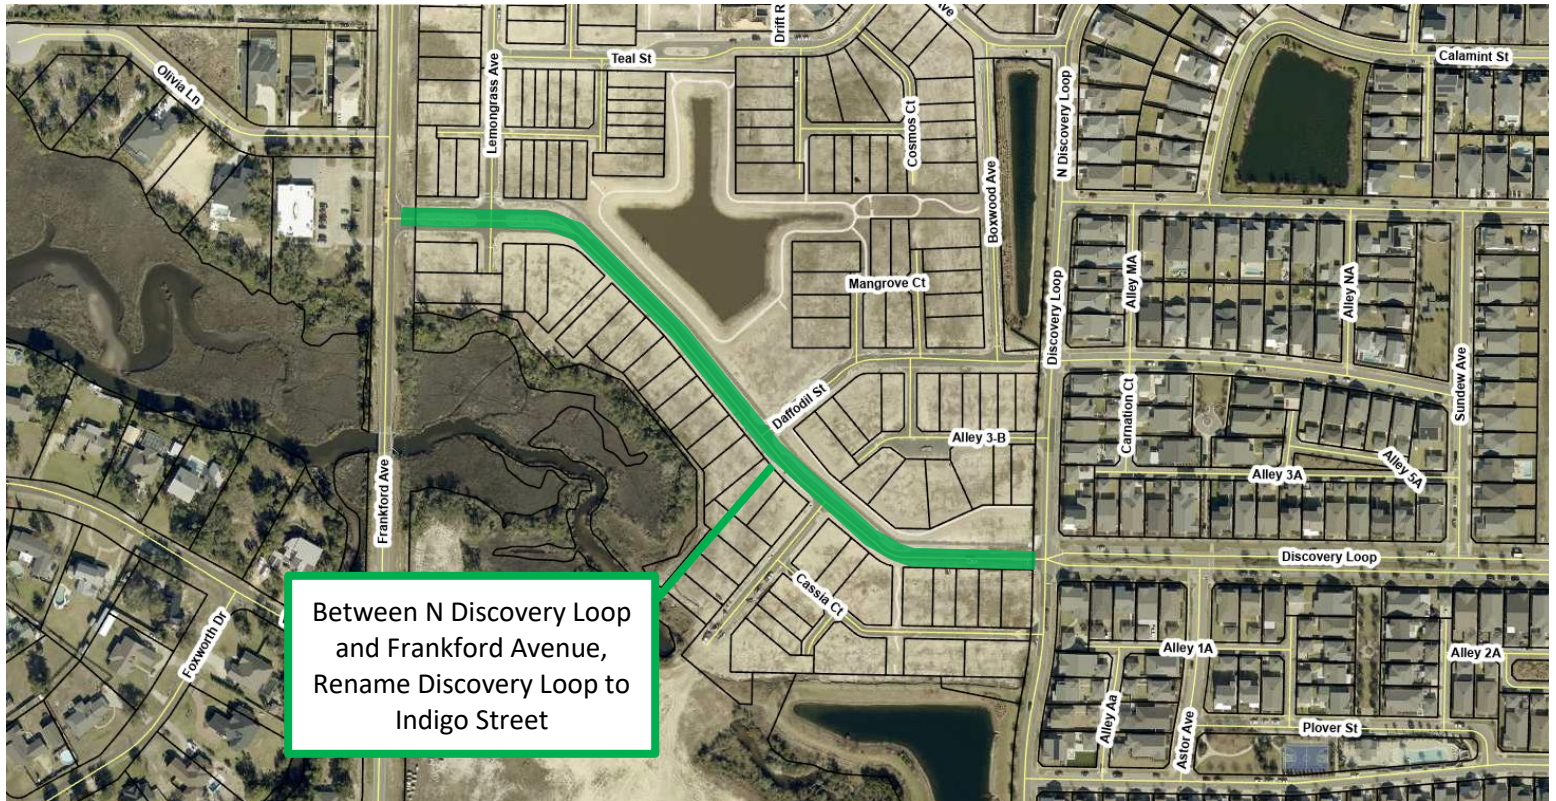 Drift R
Ave
Teal St
Calamint St
Olivia Ln
Lemongrass Ave
Cosmos Ct
N Discovery Loop
Boxwood Ave
Mangrove Ct
Discovery Loop
Alley MA
Alley NA
Sundew Ave
Daffodil St
Carnation Ct
Alley 3-B
Alley 3A
Alley 5A
Frankford Ave
Discovery Loop
Cassia Ct
Foxworth Dr
Between N Discovery Loop
and Frankford Avenue,
Rename Discovery Loop to
Indigo Street
Alley 1A
Alley 2A
Alley Aa
Astor Ave
Plover St